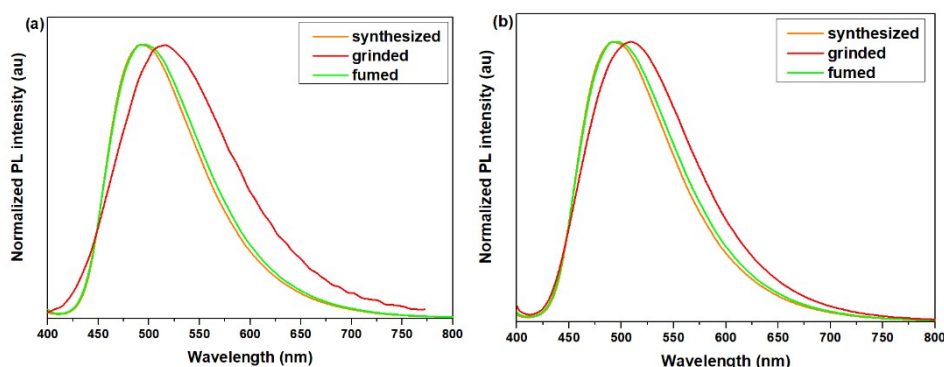 (a)
synthesized
grinded
fumed
Normalized PL intensity (au)
400 450 500 550 600 650 700 750 800
Wavelength (nm)
(b)
synthesized
grinded
fumed
Normalized PL intensity (au)
400 450 500 550 600 650 700 750 800
Wavelength (nm)